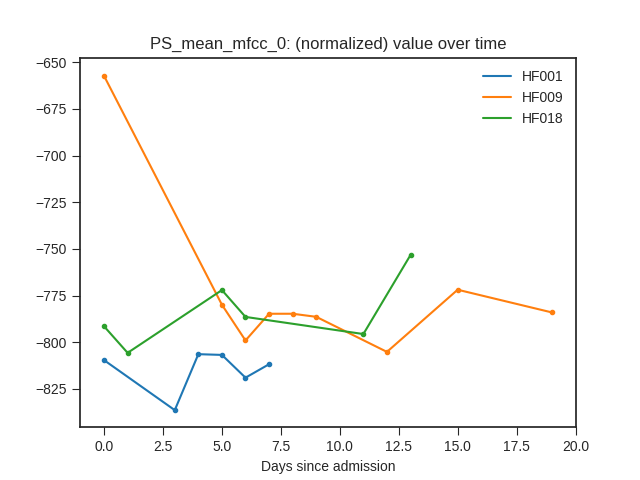 PS_mean_mfcc_0: (normalized) value over time
−650
−675
−700
−725
−750
−775
−800
−825
HF001
HF009
HF018
0.0 2.5 5.0 7.5 10.0 12.5 15.0 17.5 20.0
Days since admission